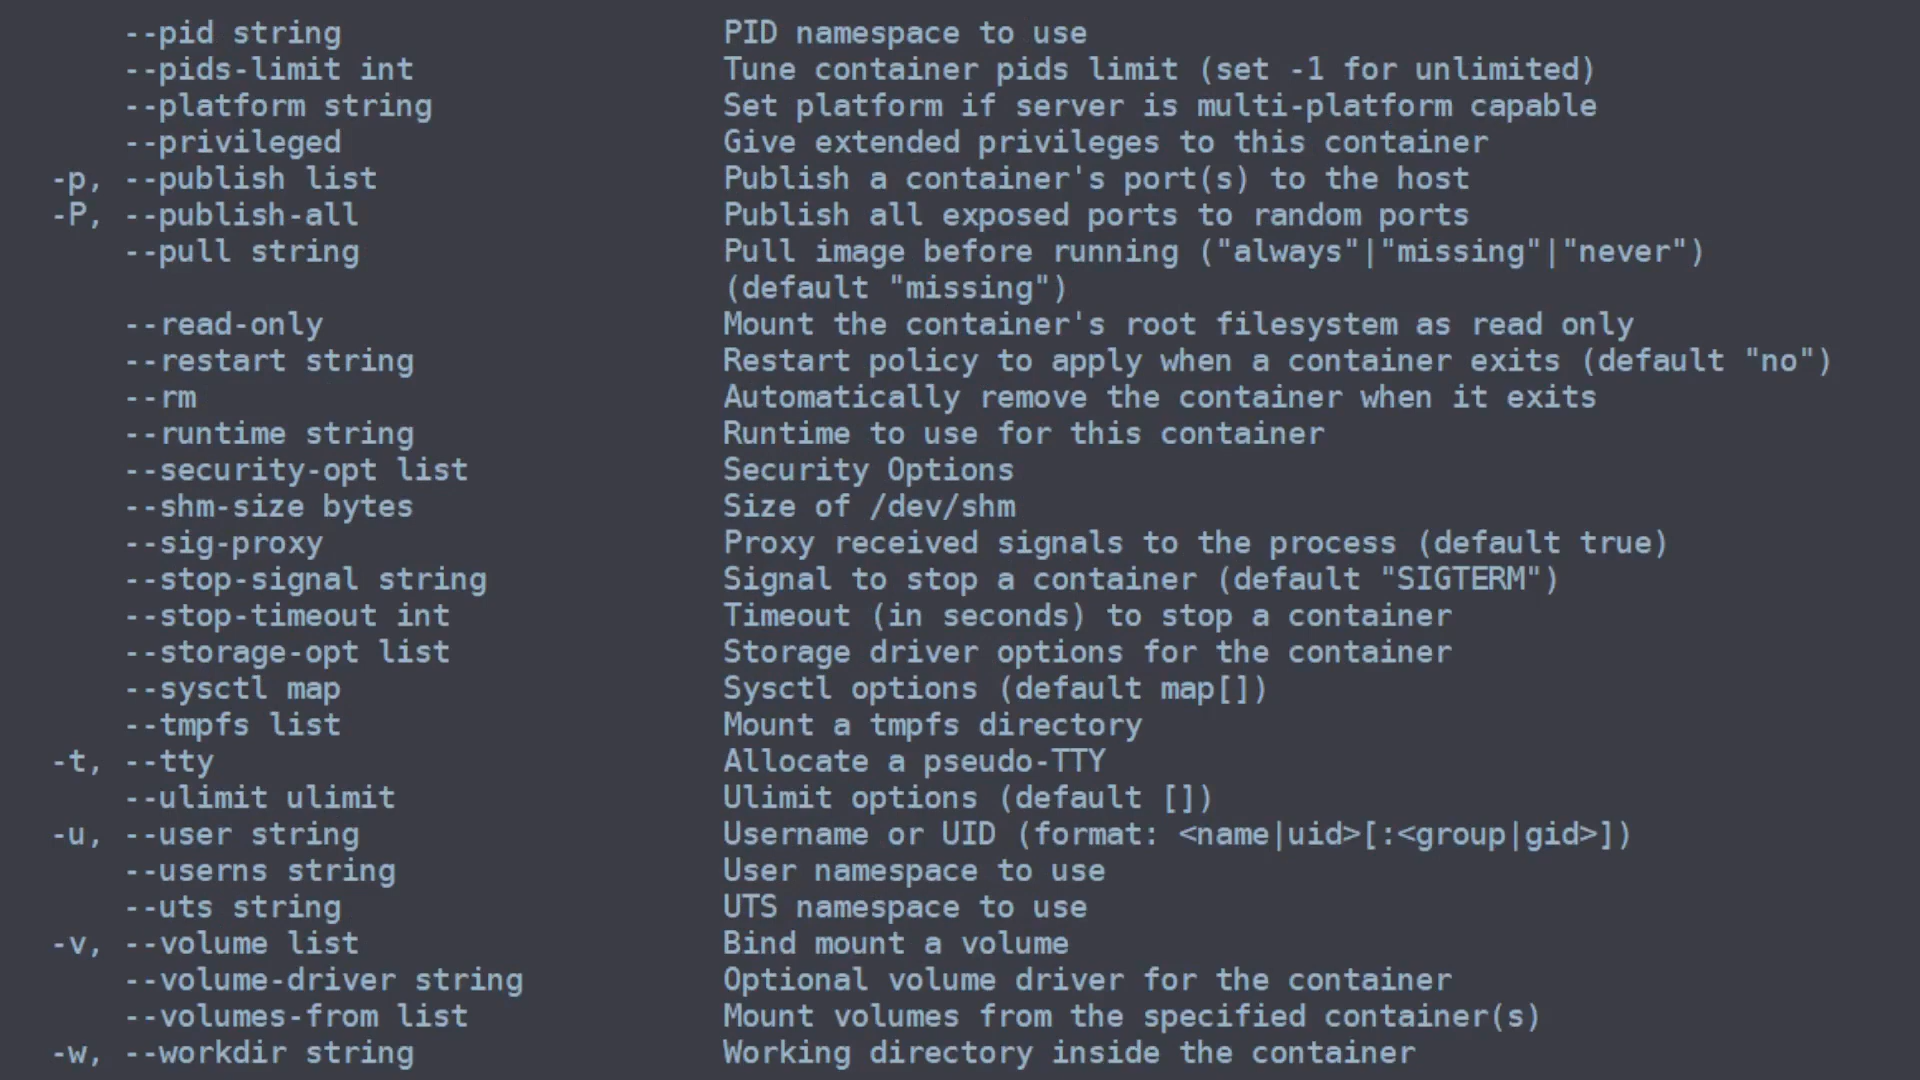 --pid string PID namespace to use
--pids-limit int Tune container pids limit (set -1 for unlimited)
--platform string Set platform if server is multi-platform capable
--privileged Give extended privileges to this container
-p, --publish list Publish a container's port(s) to the host
-P, --publish-all Publish all exposed ports to random ports
--pull string Pull image before running ("always"|"missing"|"never")
(default "missing")
--read-only Mount the container's root filesystem as read only
--restart string Restart policy to apply when a container exits (default "no")
--rm Automatically remove the container when it exits
--runtime string Runtime to use for this container
--security-opt list Security Options
--shm-size bytes Size of /dev/shm
--sig-proxy Proxy received signals to the process (default true)
--stop-signal string Signal to stop a container (default "SIGTERM")
--stop-timeout int Timeout (in seconds) to stop a container
--storage-opt list Storage driver options for the container
--sysctl map Sysctl options (default map[])
--tmpfs list Mount a tmpfs directory
-t, --tty Allocate a pseudo-TTY
--ulimit ulimit Ulimit options (default [])
-u, --user string Username or UID (format: <name|uid>[:<group|gid>])
--userns string User namespace to use
--uts string UTS namespace to use
-v, --volume list Bind mount a volume
--volume-driver string Optional volume driver for the container
--volumes-from list Mount volumes from the specified container(s)
-w, --workdir string Working directory inside the container